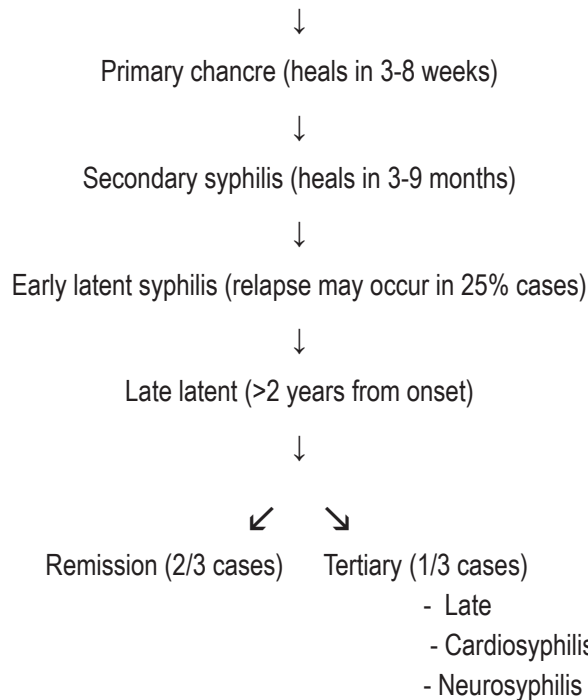 ↓
Primary chancre (heals in 3-8 weeks)
↓
Secondary syphilis (heals in 3-9 months)
↓
Early latent syphilis (relapse may occur in 25% cases)
↓
Late latent (>2 years from onset)
↓
↙ ↘
Remission (2/3 cases) Tertiary (1/3 cases)
- Late
- Cardiosyphilis
- Neurosyphilis